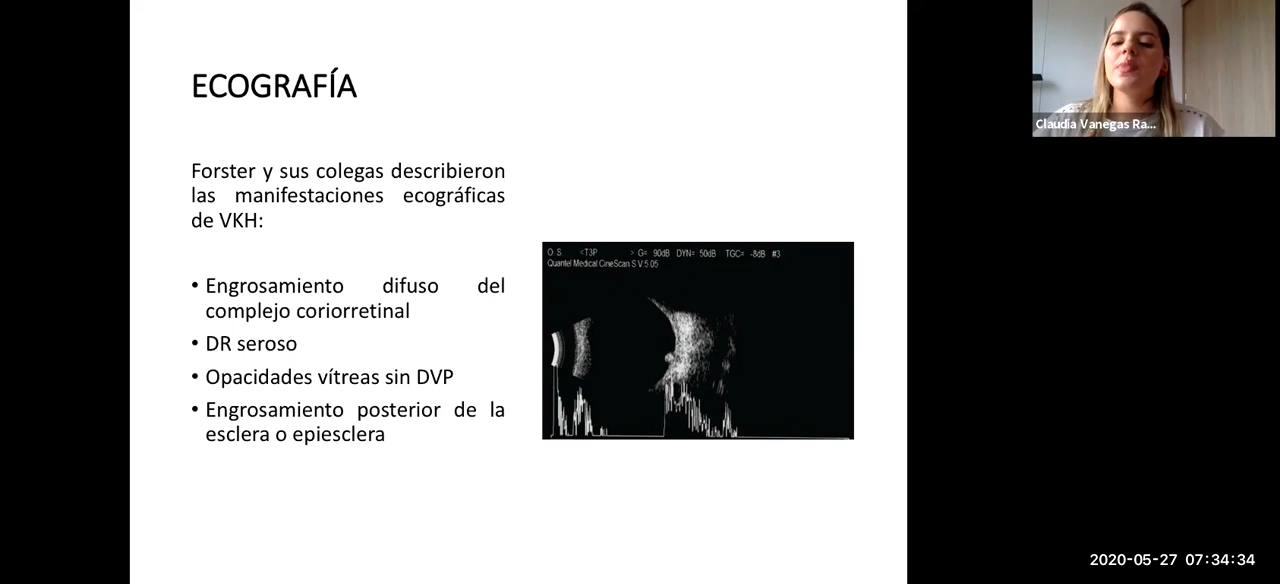 ECOGRAFÍA
Forster y sus colegas describieron
las manifestaciones ecográficas
de VKH:
• Engrosamiento difuso del
complejo coriorretinal
• DR seroso
• Opacidades vítreas sin DVP
• Engrosamiento posterior de la
esclera o epiesclera
O S <T3P > G= 90dB DYN= 50dB TGC= -8dB #3
Quantel Medical CineScan S V:5.05
Claudia Vanegas Ra...
2020-05-27 07:34:34